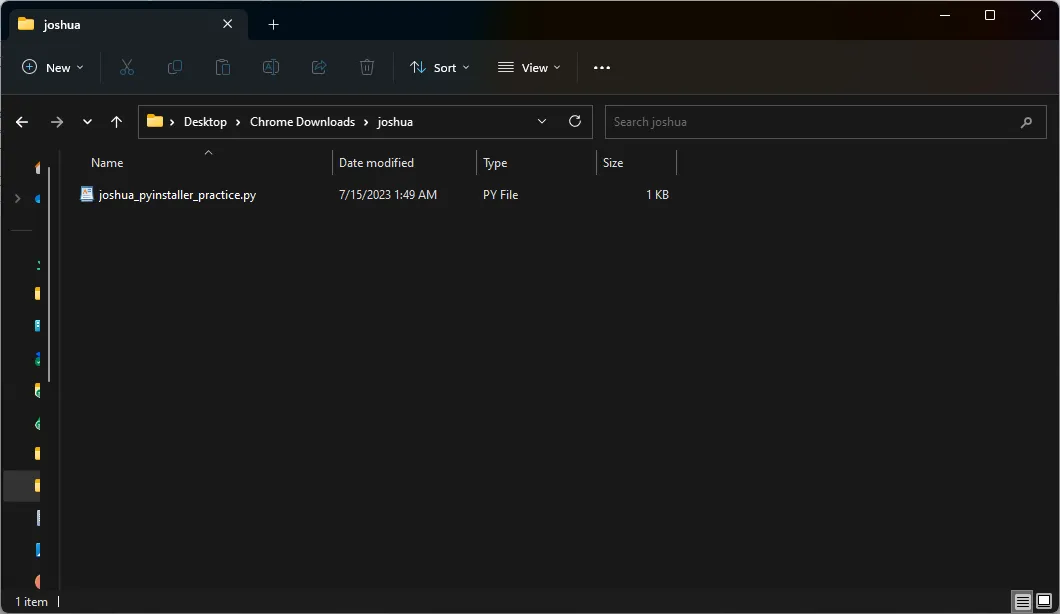 joshua
New Sort View
Desktop Chrome Downloads joshua Search joshua
Name Date modified Type Size
joshua_pyinstaller_practice.py 7/15/2023 1:49 AM PY File 1 KB
1 item